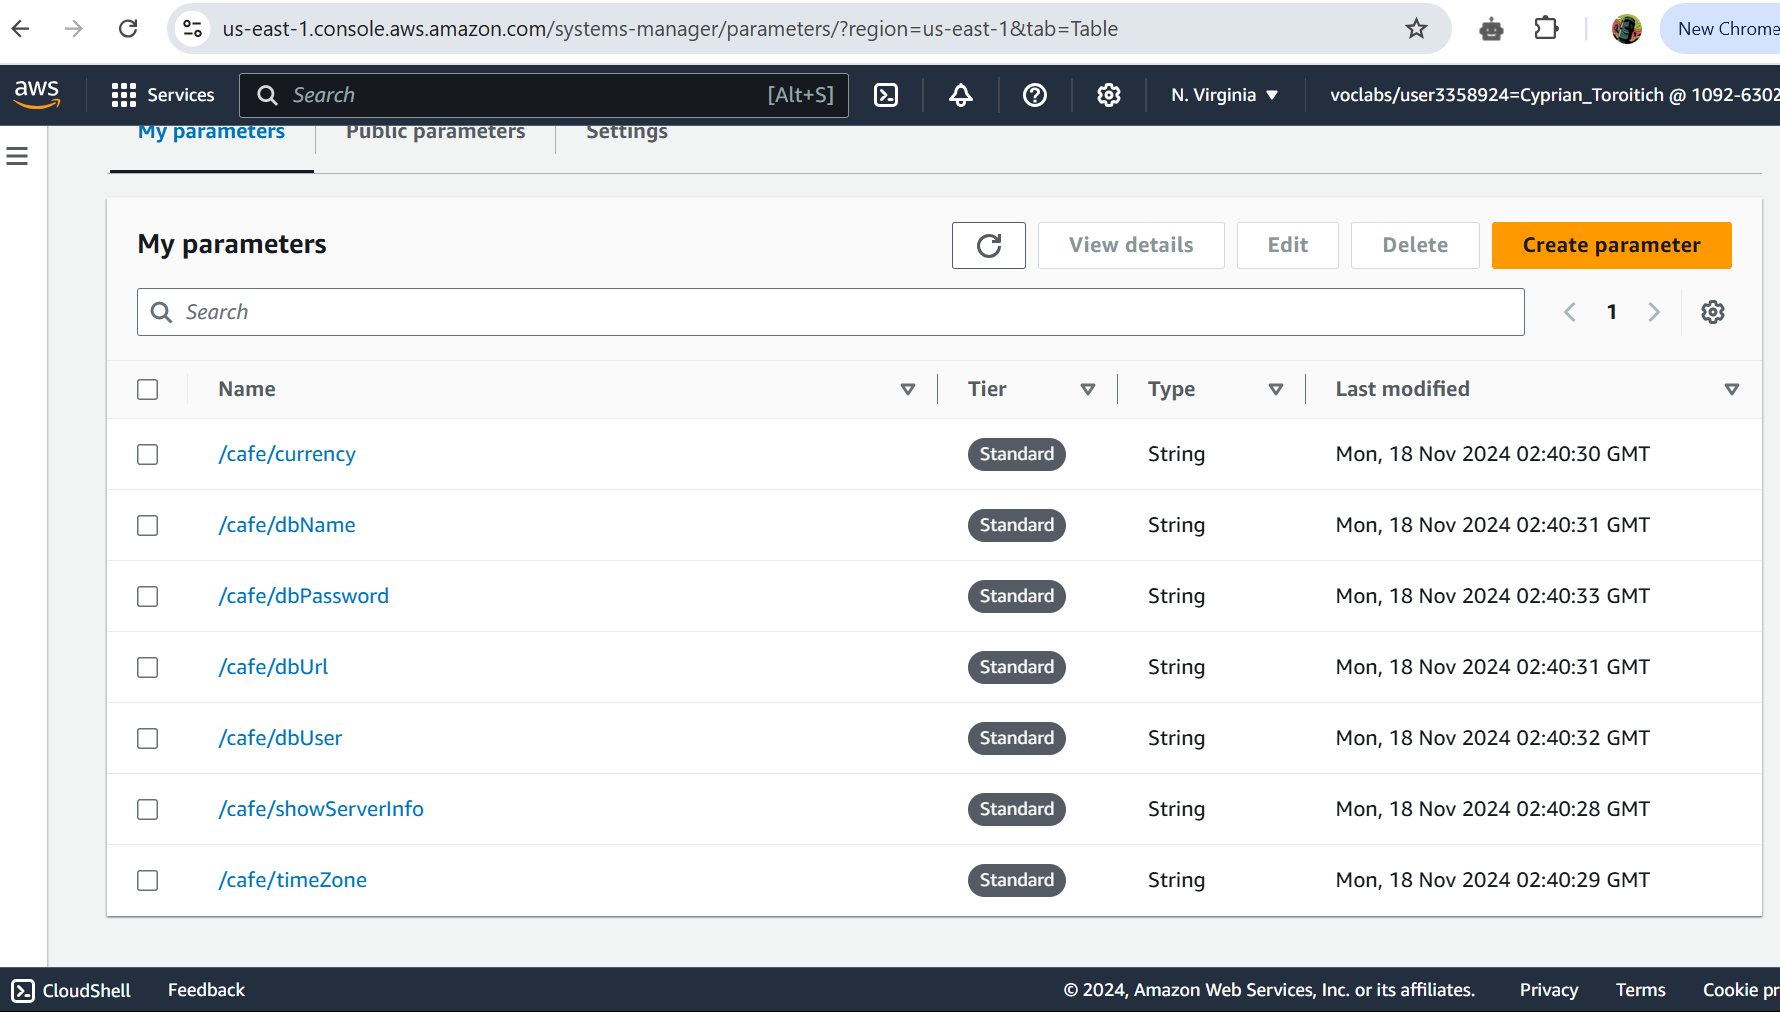 us-east-1.console.aws.amazon.com/systems-manager/parameters/?region=us-east-1&tab=Table
New Chrome
aws
Services
Search
[Alt+S]
N. Virginia
voclabs/user3358924=Cyprian_Toroitich @ 1092-6302
My parameters
Public parameters
Settings
My parameters
View details
Edit
Delete
Create parameter
Search
1
Name Tier Type Last modified
/cafe/currency Standard String Mon, 18 Nov 2024 02:40:30 GMT
/cafe/dbName Standard String Mon, 18 Nov 2024 02:40:31 GMT
/cafe/dbPassword Standard String Mon, 18 Nov 2024 02:40:33 GMT
/cafe/dbUrl Standard String Mon, 18 Nov 2024 02:40:31 GMT
/cafe/dbUser Standard String Mon, 18 Nov 2024 02:40:32 GMT
/cafe/showServerInfo Standard String Mon, 18 Nov 2024 02:40:28 GMT
/cafe/timeZone Standard String Mon, 18 Nov 2024 02:40:29 GMT
CloudShell Feedback © 2024, Amazon Web Services, Inc. or its affiliates. Privacy Terms Cookie pr